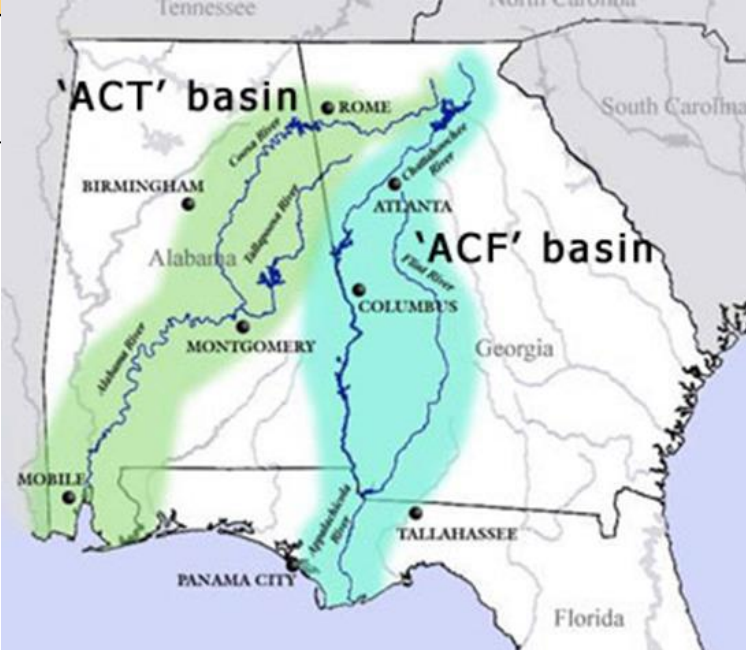 Tennessee
North Carolina
'ACT' basin
ROME
South Carolina
Coosa River
Chattahoochee
River
BIRMINGHAM
ATLANTA
Tallapoosa River
'ACF' basin
Alabama
Flint River
COLUMBUS
MONTGOMERY
Georgia
Alabama River
MOBILE
Appalachicola
River
TALLAHASSEE
PANAMA CITY
Florida